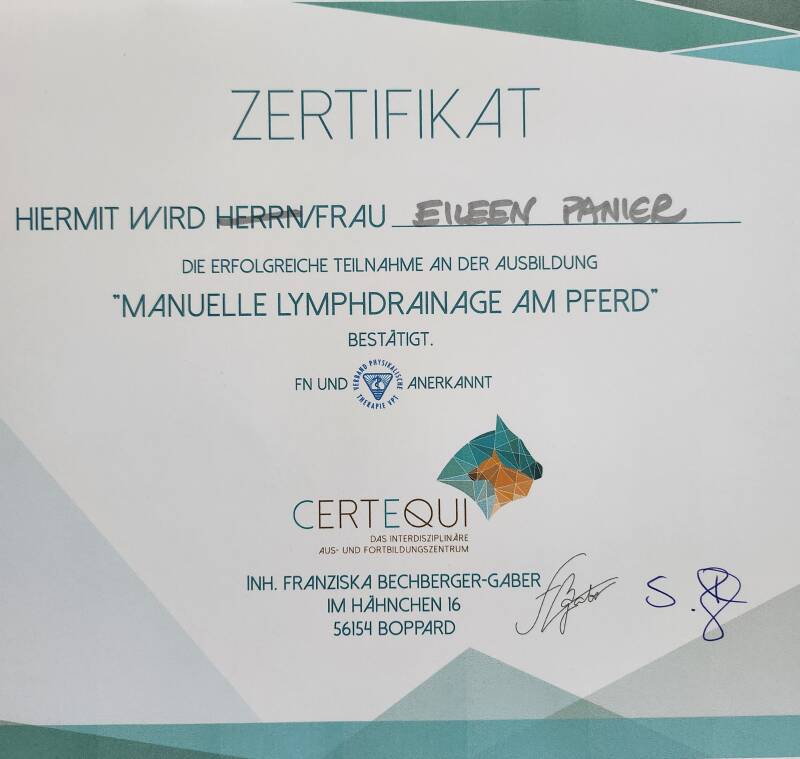 ZERTIFIKAT
HIERMIT WIRD HERRN/FRAU EILEEN PANIER
DIE ERFOLGREICHE TEILNAHME AN DER AUSBILDUNG
"MANUELLE LYMPHDRAINAGE AM PFERD"
BESTÄTIGT.
FN UND VERBAND PHYSIKALISCHE THERAPIE VPT ANERKANNT
CERTEQUI
DAS INTERDISZIPLINÄRE
AUS- UND FORTBILDUNGSZENTRUM
INH. FRANZISKA BECHBERGER-GABER
IM HÄHNCHEN 16
56154 BOPPARD